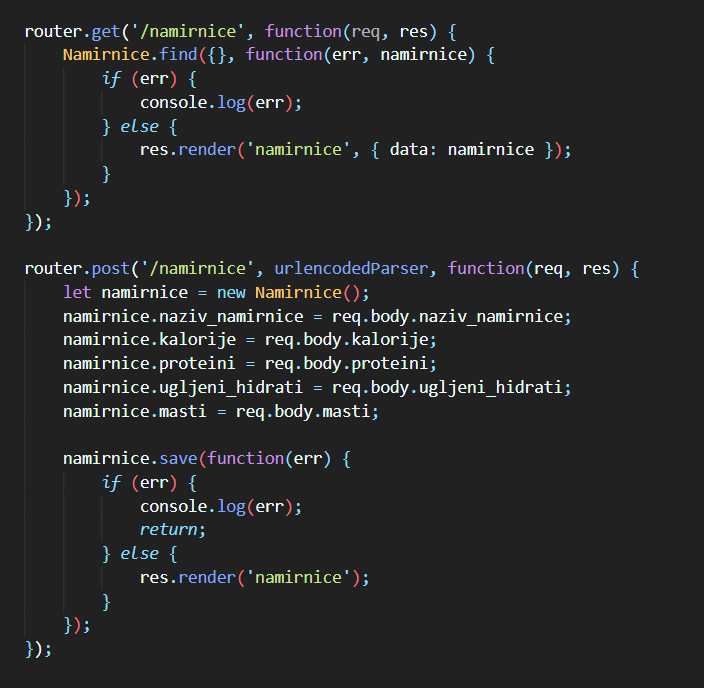 router.get('/namirnice', function(req, res) {
    Namirnice.find({}, function(err, namirnice) {
        if (err) {
            console.log(err);
        } else {
            res.render('namirnice', { data: namirnice });
        }
    });
});

router.post('/namirnice', urlencodedParser, function(req, res) {
    let namirnice = new Namirnice();
    namirnice.naziv_namirnice = req.body.naziv_namirnice;
    namirnice.kalorije = req.body.kalorije;
    namirnice.proteini = req.body.proteini;
    namirnice.ugljeni_hidrati = req.body.ugljeni_hidrati;
    namirnice.masti = req.body.masti;

    namirnice.save(function(err) {
        if (err) {
            console.log(err);
            return;
        } else {
            res.render('namirnice');
        }
    });
});